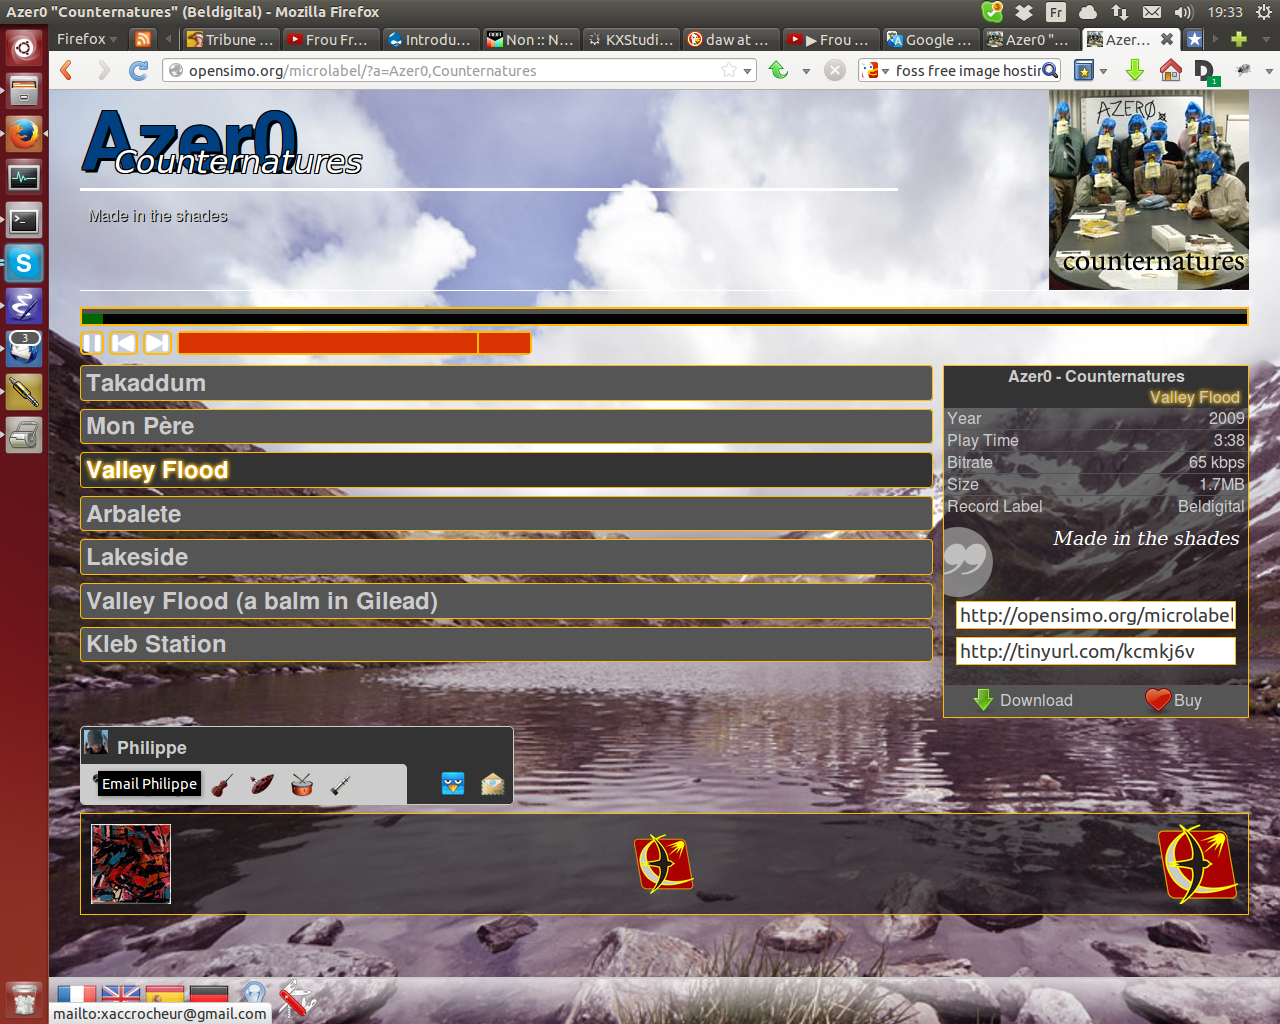 Azer0 "Counternatures" (Beldigital) - Mozilla Firefox
3
Fr
19:33
Firefox
Tribune ...
Frou Fr...
Introdu...
Non :: N...
KXStudi...
daw at ...
▶ Frou ...
Google ...
Azer0 "...
Azer...
opensimo.org/microlabel/?a=Azer0,Counternatures
foss free image hostin
1
Azer0
Counternatures
Made in the shades
AZERØ
counternatures
Takaddum
Mon Père
Valley Flood
Arbalete
Lakeside
Valley Flood (a balm in Gilead)
Kleb Station
Azer0 - Counternatures
Valley Flood
Year 2009
Play Time 3:38
Bitrate 65 kbps
Size 1.7MB
Record Label Beldigital
Made in the shades
http://opensimo.org/microlabel
http://tinyurl.com/kcmkj6v
Download Buy
Philippe
Email Philippe
mailto:xaccrocheur@gmail.com
S
3